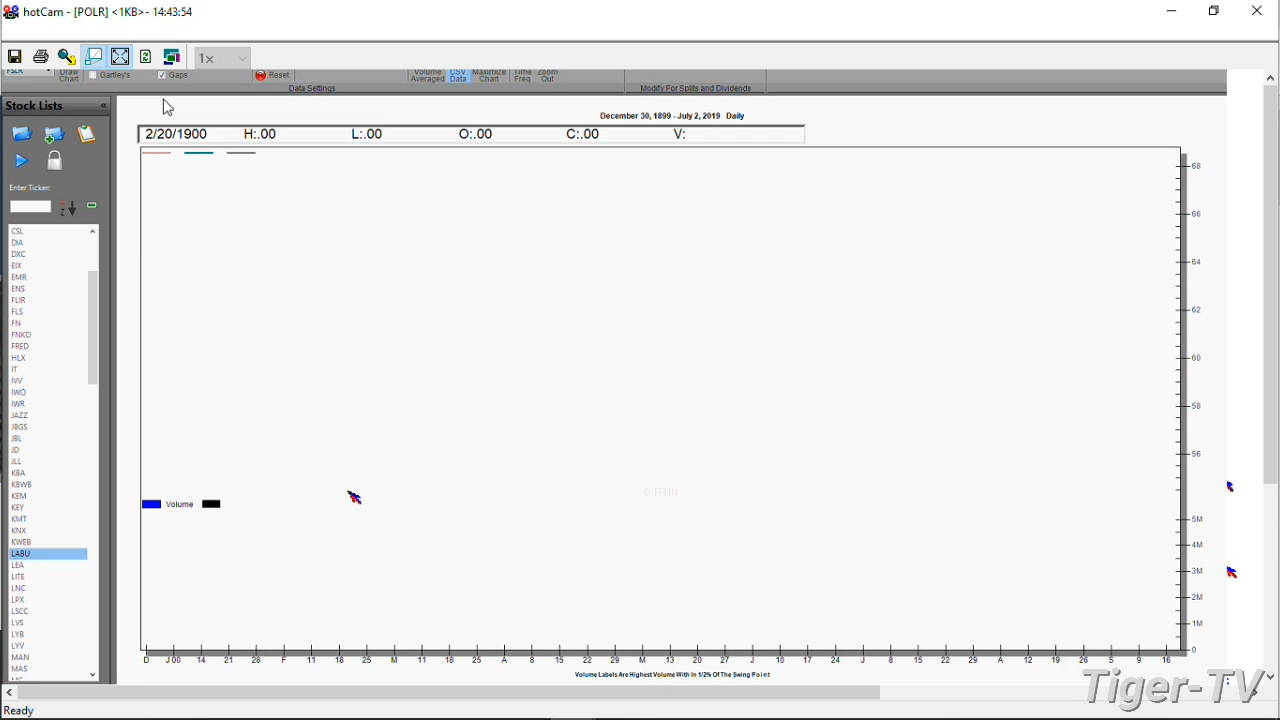 hotCam - [POLR] <1KB> - 14:43:54
1x
Draw Chart
Gartley's
Gaps
Reset
Volume Averaged
CSV Data
Maximize Chart
Time Freq
Zoom Out
Data Settings
Modify For Splits and Dividends
Stock Lists «
December 30, 1899 - July 2, 2019 Daily
2/20/1900 H:.00 L:.00 O:.00 C:.00 V:
Enter Ticker:
CSL
DIA
DXC
EIX
EMR
ENS
FLIR
FLS
FN
FNKO
FRED
HLX
IT
IVV
IWO
IWR
JAZZ
JBGS
JBL
JD
JLL
KBA
KBWB
KEM
KEY
KMT
KNX
KWEB
LABU
LEA
LITE
LNC
LPX
LSCC
LVS
LYB
LYV
MAN
MAS
68
66
64
62
60
58
56
© TENN
Volume
5M
4M
3M
2M
1M
0
D J 00 14 21 28 F 11 18 25 M 11 18 25 A 8 15 22 29 M 13 20 27 J 10 17 24 J 8 15 22 29 A 12 19 26 S 9 16
Volume Labels Are Highest Volume With In 1/2% Of The Swing Point
Tiger-TV
Ready